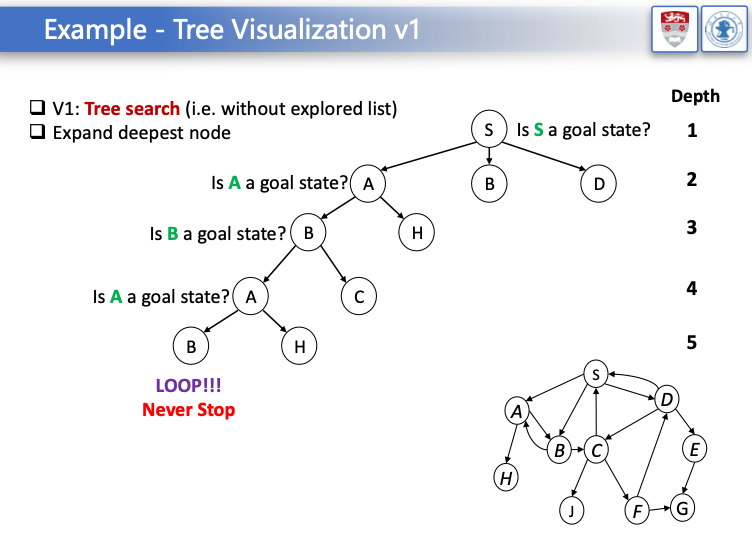 Example - Tree Visualization v1
Depth
❑ V1: Tree search (i.e. without explored list)
❑ Expand deepest node
S Is S a goal state? 1
Is A a goal state? A B D 2
Is B a goal state? B H 3
Is A a goal state? A C 4
B H 5
LOOP!!!
Never Stop
S
A D
B C E
H
J F G